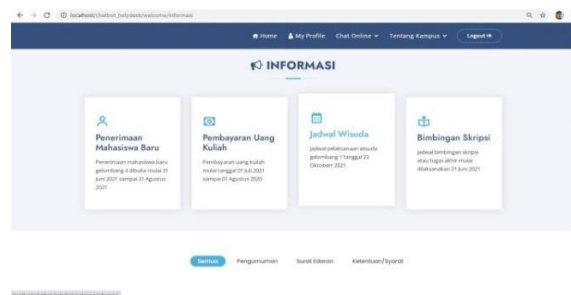 localhost/chatbot_helpdesk/welcome/informasi
Home My Profile Chat Online Tentang Kampus Logout
INFORMASI
Penerimaan
Mahasiswa Baru
Penerimaan mahasiswa baru
gelombang 4 dibuka mulai 01
Juni 2021 sampai 31 Agustus
2021
Pembayaran Uang
Kuliah
Pembayaran uang kuliah
mulai tanggal 01 Juli 2021
sampai 01 Agustus 2020
Jadwal Wisuda
Jadwal pelaksanaan wisuda
gelombang 1 tanggal 23
Oktober 2021
Bimbingan Skripsi
Jadwal bimbingan skripsi
atau tugas akhir mulai
dilaksanakan 21 Juni 2021
Semua Pengumuman Surat Edaran Ketentuan/Syarat